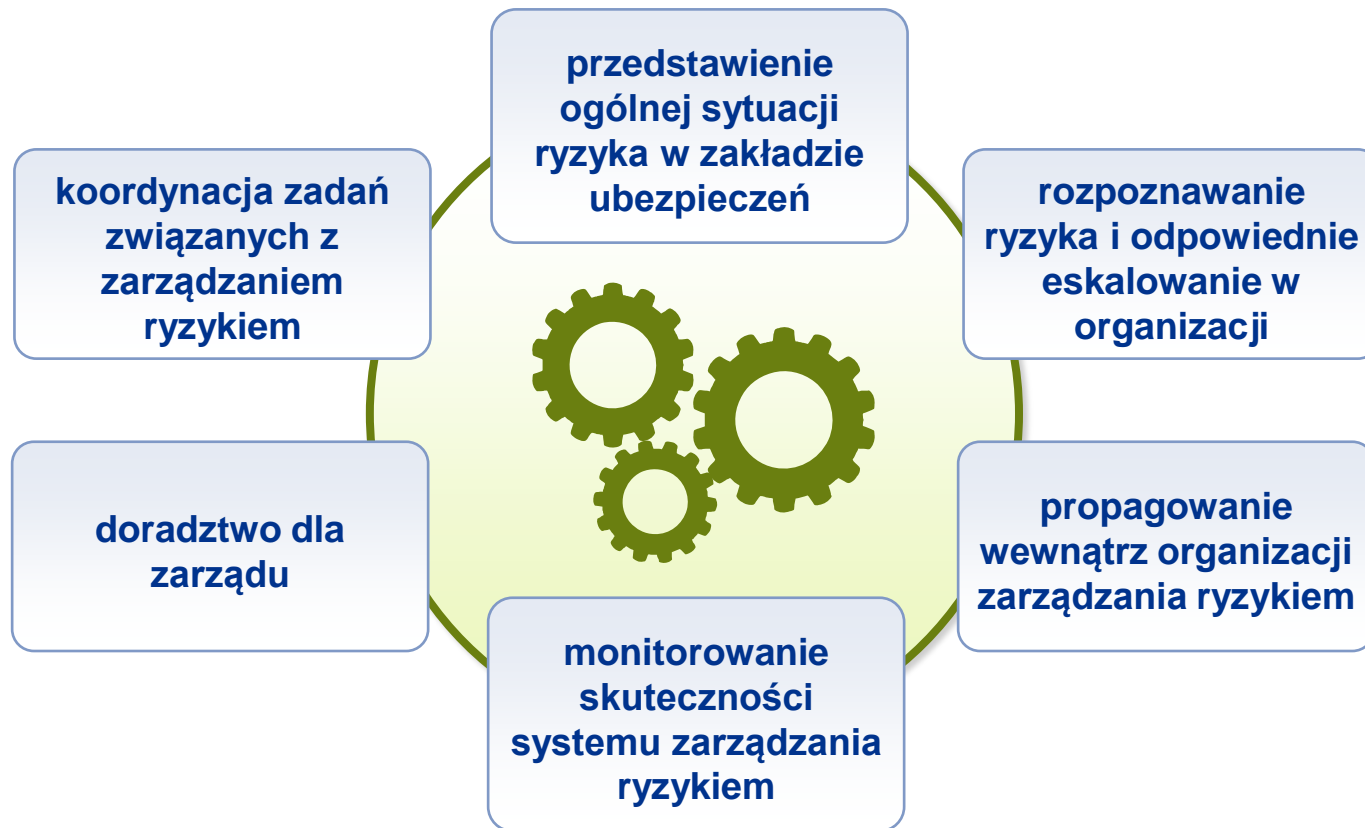 przedstawienie
ogólnej sytuacji
ryzyka w zakładzie
ubezpieczeń
koordynacja zadań
związanych z
zarządzaniem
ryzykiem
rozpoznawanie
ryzyka i odpowiednie
eskalowanie w
organizacji
doradztwo dla
zarządu
propagowanie
wewnątrz organizacji
zarządzania ryzykiem
monitorowanie
skuteczności
systemu zarządzania
ryzykiem